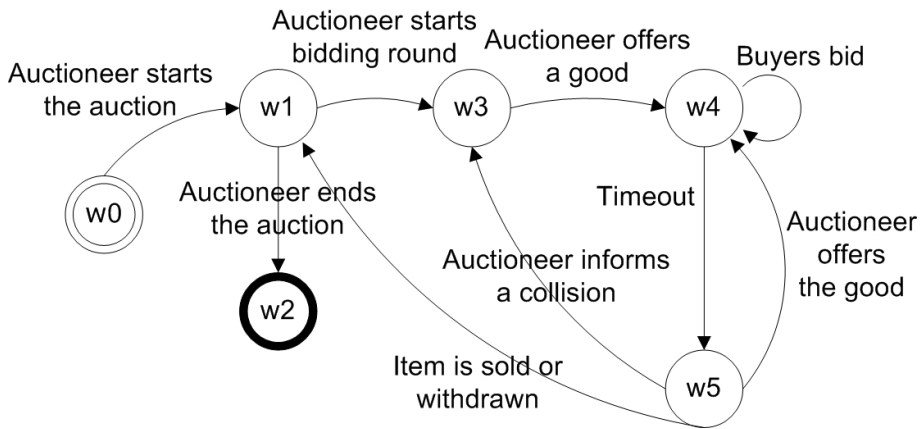 Auctioneer starts
the auction
Auctioneer starts
bidding round
Auctioneer offers
a good
Buyers bid
w0
w1
w3
w4
Auctioneer ends
the auction
Timeout
Auctioneer
offers
the good
Auctioneer informs
a collision
w2
Item is sold or
withdrawn
w5